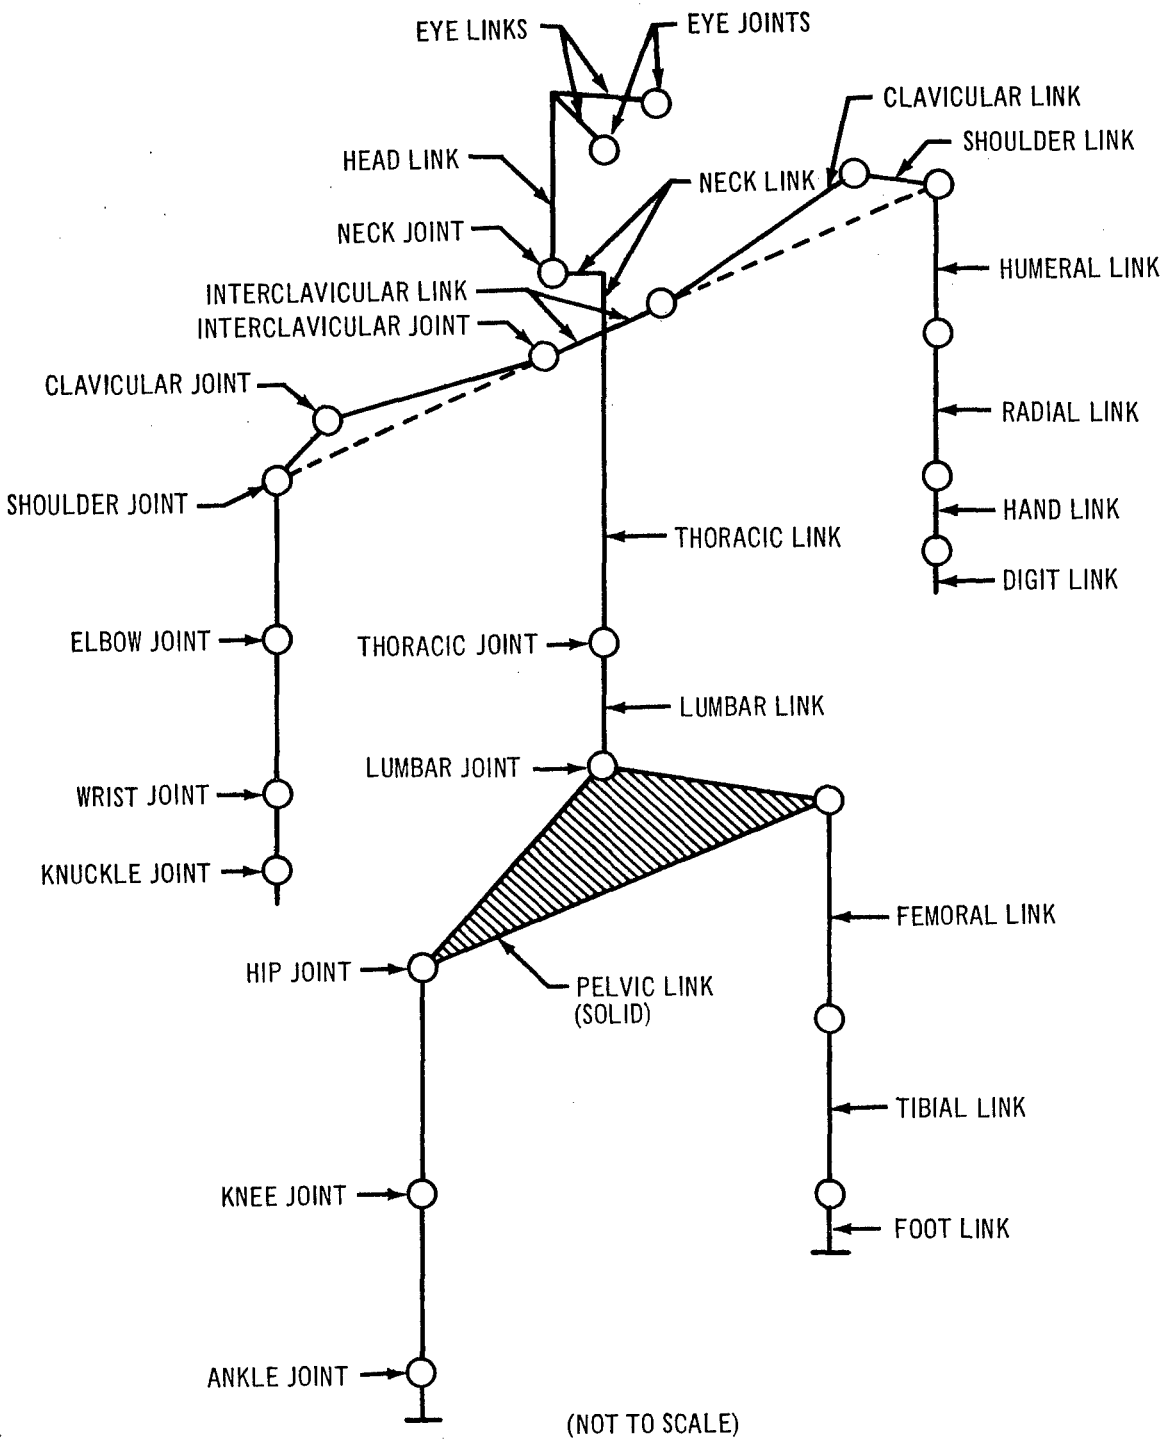 EYE LINKS
EYE JOINTS
CLAVICULAR LINK
SHOULDER LINK
HEAD LINK
NECK LINK
NECK JOINT
HUMERAL LINK
INTERCLAVICULAR LINK
INTERCLAVICULAR JOINT
CLAVICULAR JOINT
RADIAL LINK
SHOULDER JOINT
HAND LINK
THORACIC LINK
DIGIT LINK
ELBOW JOINT
THORACIC JOINT
LUMBAR LINK
LUMBAR JOINT
WRIST JOINT
KNUCKLE JOINT
FEMORAL LINK
HIP JOINT
PELVIC LINK
(SOLID)
TIBIAL LINK
KNEE JOINT
FOOT LINK
ANKLE JOINT
(NOT TO SCALE)